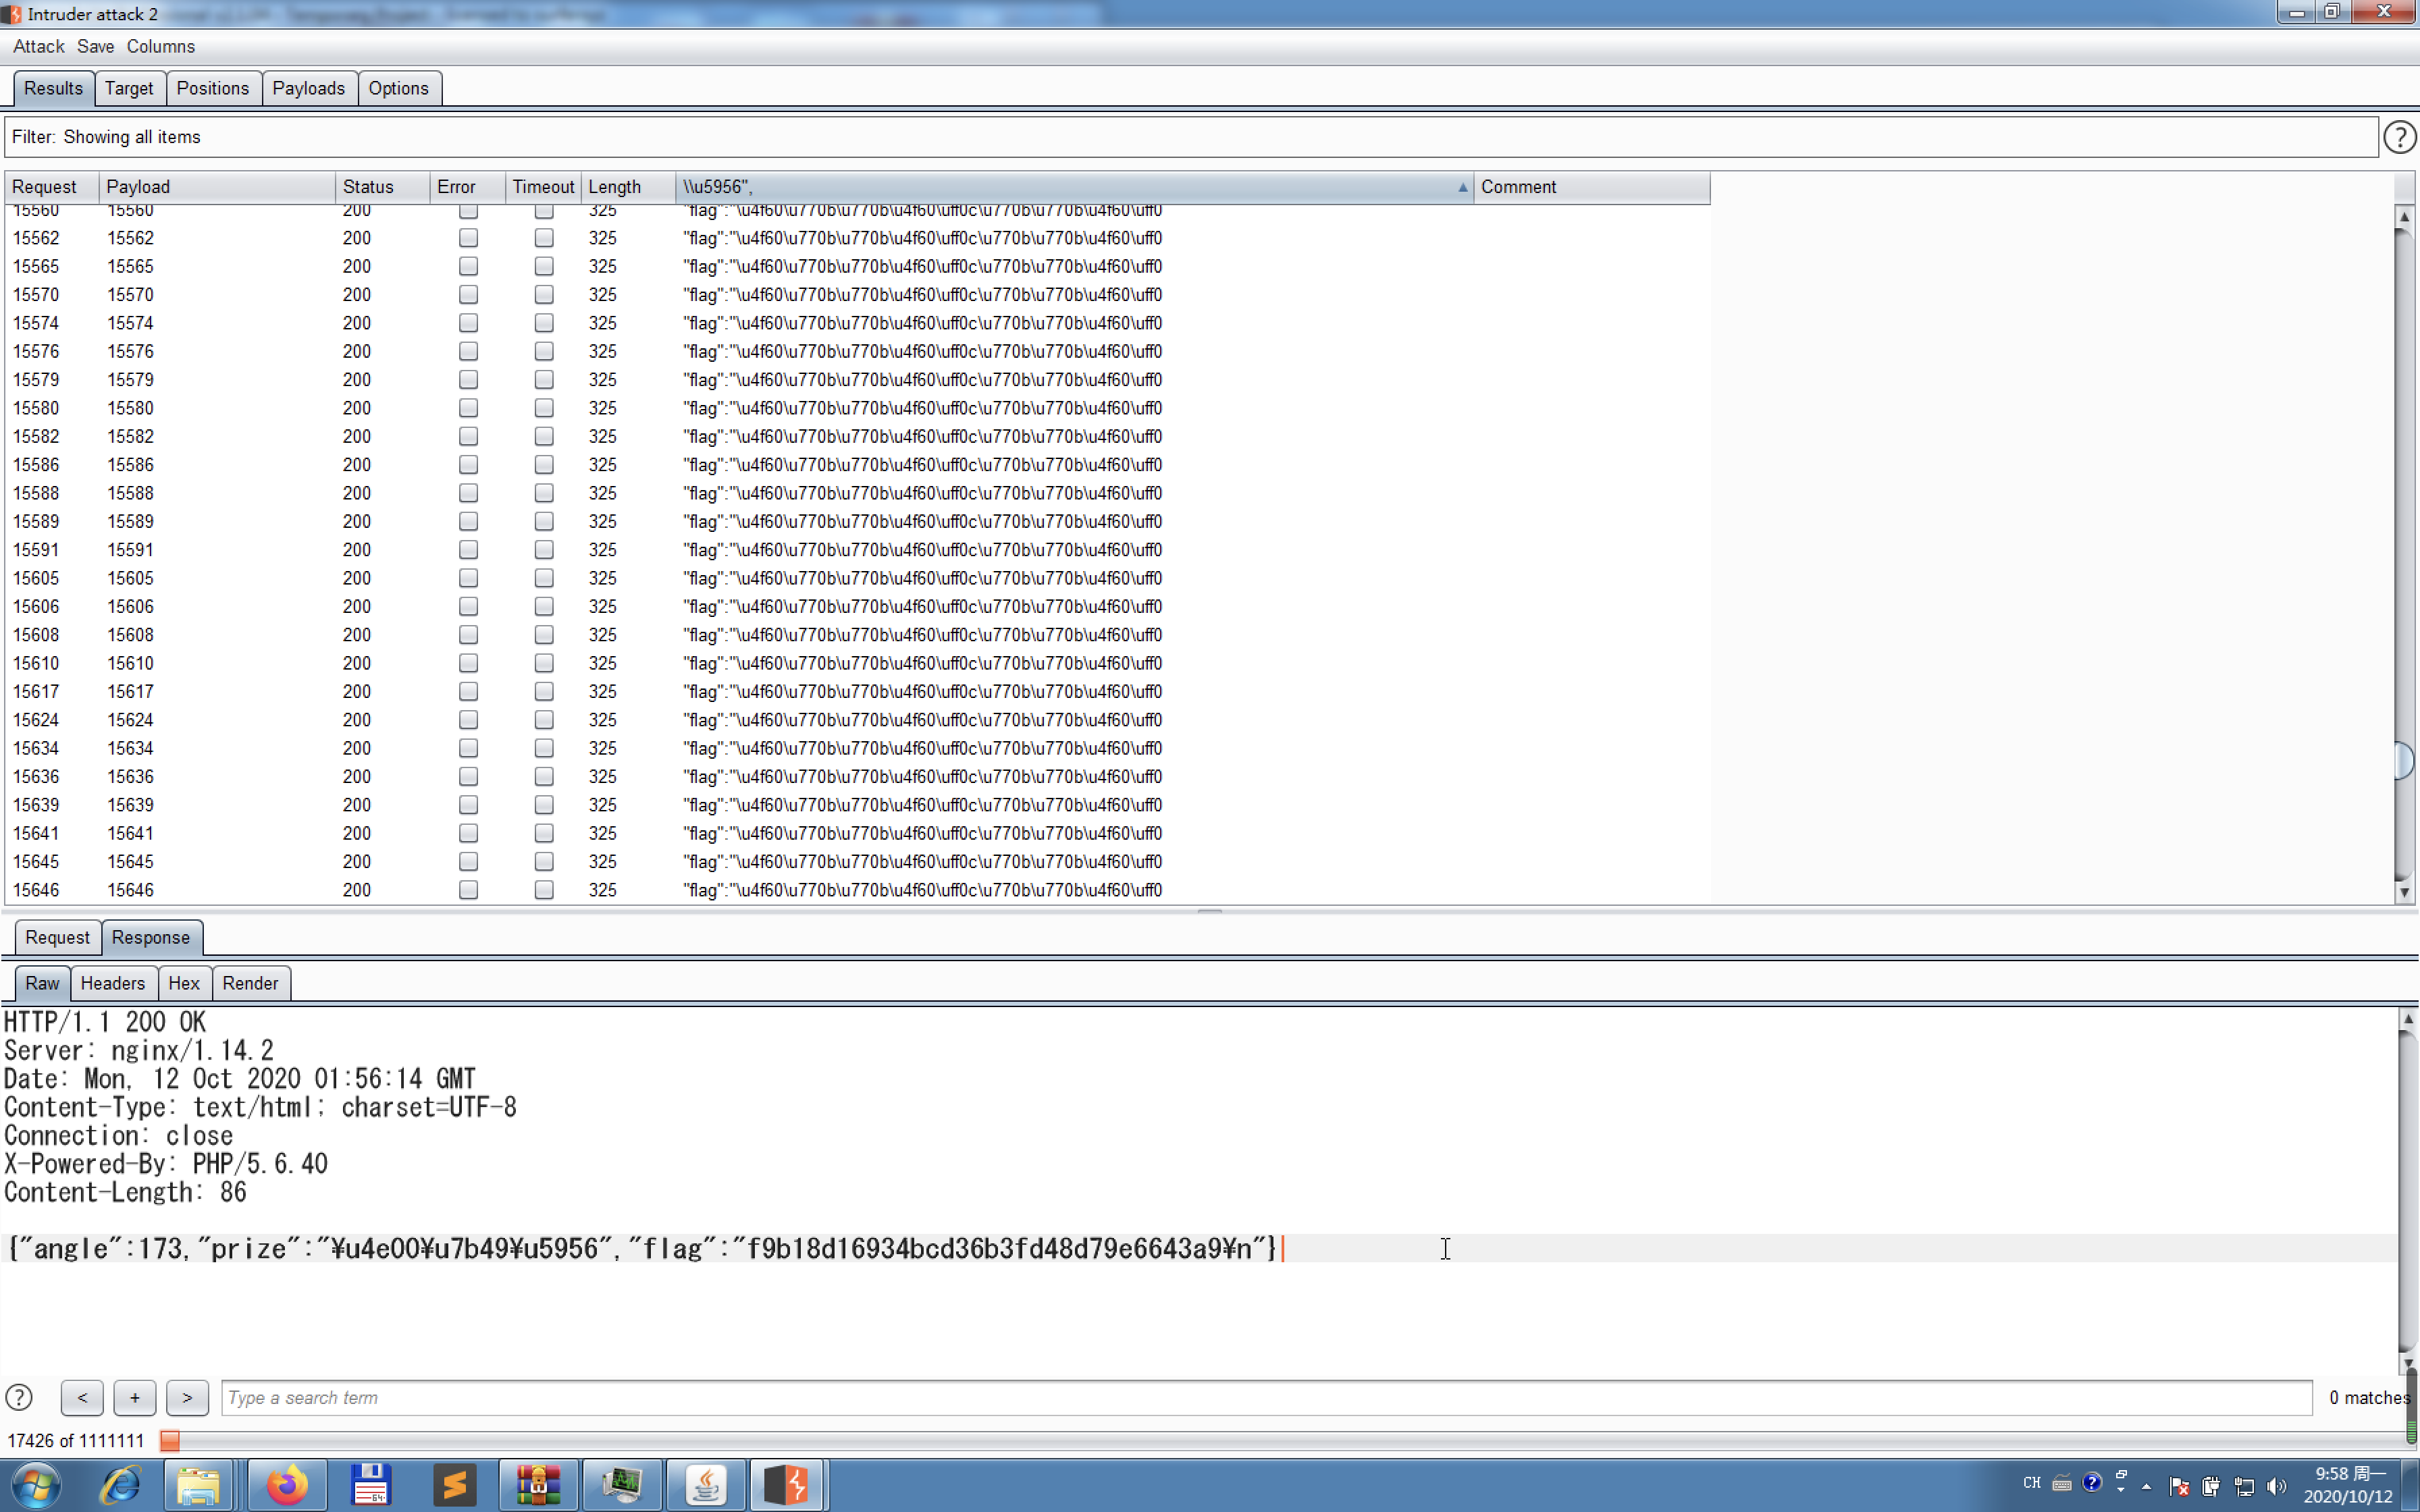 Intruder attack 2
Attack Save Columns
Results Target Positions Payloads Options
Filter: Showing all items
Request Payload Status Error Timeout Length \\u5956", Comment
15560 15560 200 325 "flag":"\u4f60\u770b\u770b\u4f60\uff0c\u770b\u770b\u4f60\uff0
15562 15562 200 325 "flag":"\u4f60\u770b\u770b\u4f60\uff0c\u770b\u770b\u4f60\uff0
15565 15565 200 325 "flag":"\u4f60\u770b\u770b\u4f60\uff0c\u770b\u770b\u4f60\uff0
15570 15570 200 325 "flag":"\u4f60\u770b\u770b\u4f60\uff0c\u770b\u770b\u4f60\uff0
15574 15574 200 325 "flag":"\u4f60\u770b\u770b\u4f60\uff0c\u770b\u770b\u4f60\uff0
15576 15576 200 325 "flag":"\u4f60\u770b\u770b\u4f60\uff0c\u770b\u770b\u4f60\uff0
15579 15579 200 325 "flag":"\u4f60\u770b\u770b\u4f60\uff0c\u770b\u770b\u4f60\uff0
15580 15580 200 325 "flag":"\u4f60\u770b\u770b\u4f60\uff0c\u770b\u770b\u4f60\uff0
15582 15582 200 325 "flag":"\u4f60\u770b\u770b\u4f60\uff0c\u770b\u770b\u4f60\uff0
15586 15586 200 325 "flag":"\u4f60\u770b\u770b\u4f60\uff0c\u770b\u770b\u4f60\uff0
15588 15588 200 325 "flag":"\u4f60\u770b\u770b\u4f60\uff0c\u770b\u770b\u4f60\uff0
15589 15589 200 325 "flag":"\u4f60\u770b\u770b\u4f60\uff0c\u770b\u770b\u4f60\uff0
15591 15591 200 325 "flag":"\u4f60\u770b\u770b\u4f60\uff0c\u770b\u770b\u4f60\uff0
15605 15605 200 325 "flag":"\u4f60\u770b\u770b\u4f60\uff0c\u770b\u770b\u4f60\uff0
15606 15606 200 325 "flag":"\u4f60\u770b\u770b\u4f60\uff0c\u770b\u770b\u4f60\uff0
15608 15608 200 325 "flag":"\u4f60\u770b\u770b\u4f60\uff0c\u770b\u770b\u4f60\uff0
15610 15610 200 325 "flag":"\u4f60\u770b\u770b\u4f60\uff0c\u770b\u770b\u4f60\uff0
15617 15617 200 325 "flag":"\u4f60\u770b\u770b\u4f60\uff0c\u770b\u770b\u4f60\uff0
15624 15624 200 325 "flag":"\u4f60\u770b\u770b\u4f60\uff0c\u770b\u770b\u4f60\uff0
15634 15634 200 325 "flag":"\u4f60\u770b\u770b\u4f60\uff0c\u770b\u770b\u4f60\uff0
15636 15636 200 325 "flag":"\u4f60\u770b\u770b\u4f60\uff0c\u770b\u770b\u4f60\uff0
15639 15639 200 325 "flag":"\u4f60\u770b\u770b\u4f60\uff0c\u770b\u770b\u4f60\uff0
15641 15641 200 325 "flag":"\u4f60\u770b\u770b\u4f60\uff0c\u770b\u770b\u4f60\uff0
15645 15645 200 325 "flag":"\u4f60\u770b\u770b\u4f60\uff0c\u770b\u770b\u4f60\uff0
15646 15646 200 325 "flag":"\u4f60\u770b\u770b\u4f60\uff0c\u770b\u770b\u4f60\uff0
Request Response
Raw Headers Hex Render
HTTP/1.1 200 OK
Server: nginx/1.14.2
Date: Mon, 12 Oct 2020 01:56:14 GMT
Content-Type: text/html; charset=UTF-8
Connection: close
X-Powered-By: PHP/5.6.40
Content-Length: 86
{"angle":173,"prize":"¥u4e00¥u7b49¥u5956","flag":"f9b18d16934bcd36b3fd48d79e6643a9¥n"}
? < + > Type a search term 0 matches
17426 of 1111111
CH 9:58 周一
2020/10/12